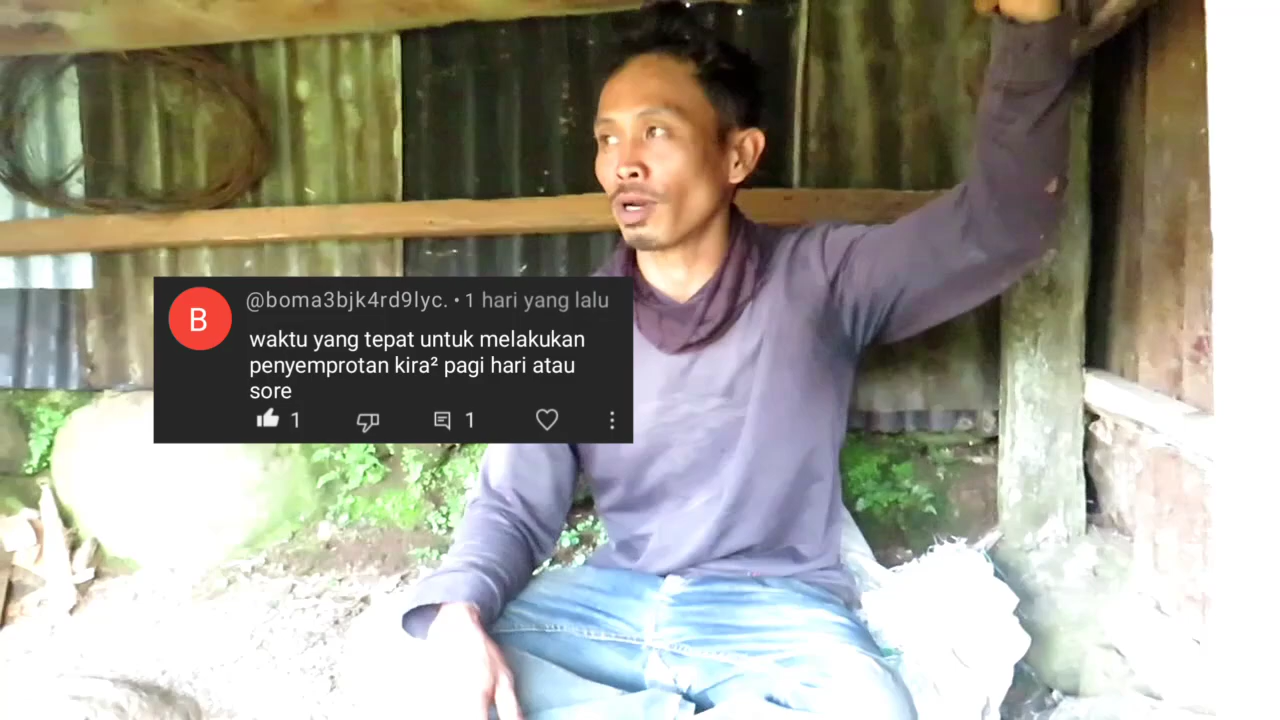 B
@boma3bjk4rd9lyc. • 1 hari yang lalu
waktu yang tepat untuk melakukan
penyemprotan kira² pagi hari atau
sore
1 1